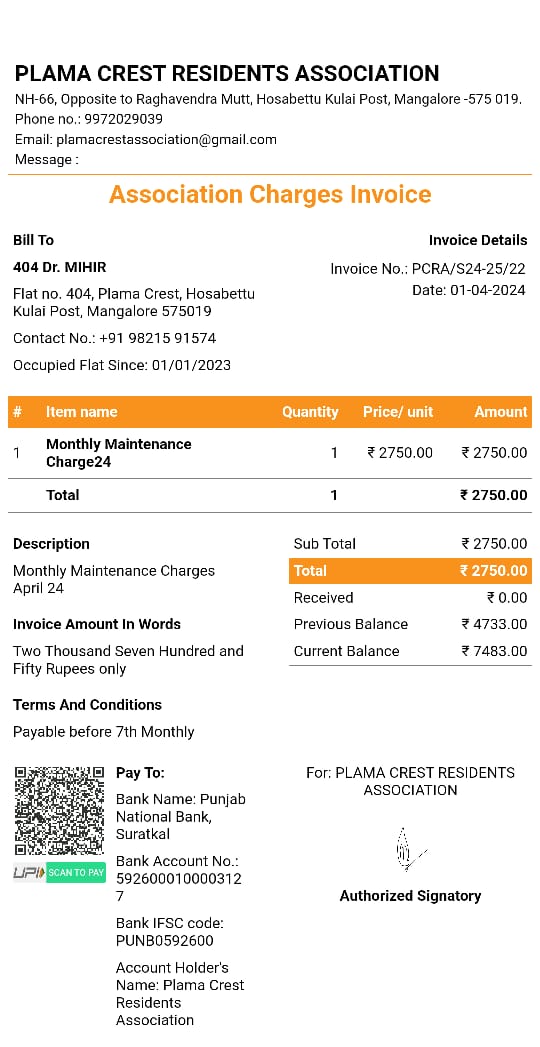 PLAMA CREST RESIDENTS ASSOCIATION
NH-66, Opposite to Raghavendra Mutt, Hosabettu Kulai Post, Mangalore -575 019.
Phone no.: 9972029039
Email: plamacrestassociation@gmail.com
Message :
Association Charges Invoice
Bill To
404 Dr. MIHIR
Flat no. 404, Plama Crest, Hosabettu
Kulai Post, Mangalore 575019
Contact No.: +91 98215 91574
Occupied Flat Since: 01/01/2023
Invoice Details
Invoice No.: PCRA/S24-25/22
Date: 01-04-2024
# Item name Quantity Price/ unit Amount
1 Monthly Maintenance 1 ₹ 2750.00 ₹ 2750.00
Charge24
Total 1 ₹ 2750.00
Description
Monthly Maintenance Charges
April 24
Invoice Amount In Words
Two Thousand Seven Hundred and
Fifty Rupees only
Terms And Conditions
Payable before 7th Monthly
Sub Total ₹ 2750.00
Total ₹ 2750.00
Received ₹ 0.00
Previous Balance ₹ 4733.00
Current Balance ₹ 7483.00
UPI SCAN TO PAY
Pay To:
Bank Name: Punjab
National Bank,
Suratkal
Bank Account No.:
592600010000312
7
Bank IFSC code:
PUNB0592600
Account Holder's
Name: Plama Crest
Residents
Association
For: PLAMA CREST RESIDENTS
ASSOCIATION
Authorized Signatory